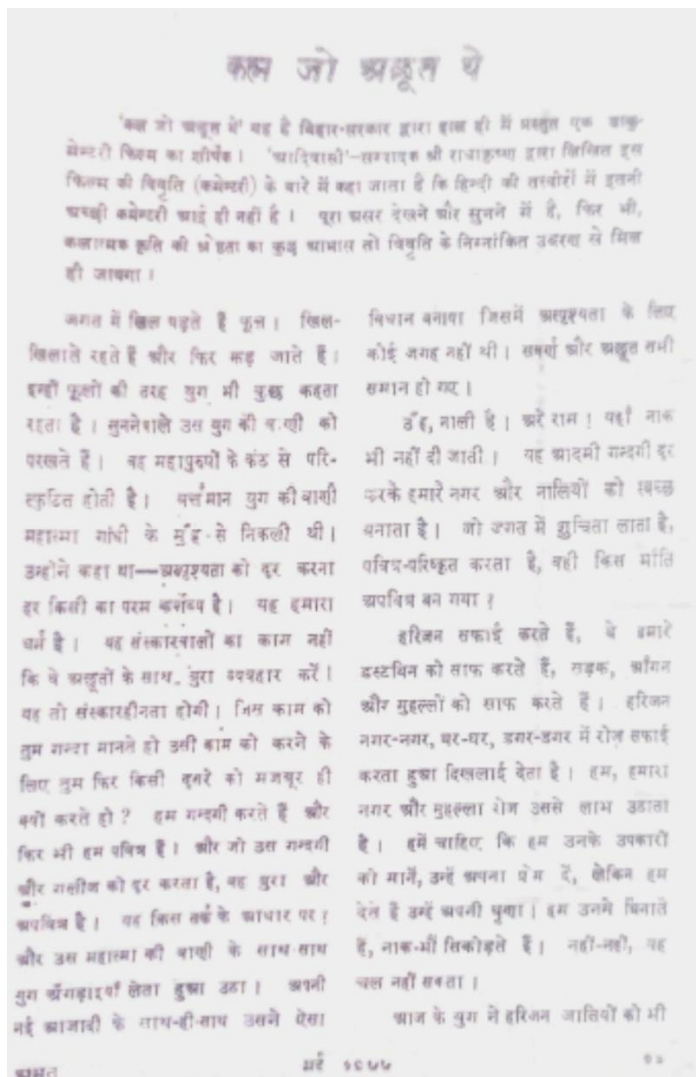 कल जो अछूत थे
'कल जो अछूत थे' यह है बिहार-सरकार द्वारा हाल ही में प्रस्तुत एक डाकु-
मेन्टरी फिल्म का शीर्षक। 'आदिवासी'-सम्पादक श्री राधाकृष्ण द्वारा लिखित इस
फिल्म की विवृति (कमेन्टरी) के बारे में कहा जाता है कि हिन्दी की तस्वीरों में इतनी
अच्छी कमेन्टरी आई ही नहीं है। पूरा असर देखने और सुनने में है, फिर भी,
कलात्मक कृति की श्रेष्ठता का कुछ आभास तो विवृति के निम्नांकित उद्धरण से मिल
ही जायगा।
जगत में खिल पड़ते हैं फूल। खिल-
खिलाते रहते हैं और फिर झड़ जाते हैं।
इन्हीं फूलों की तरह युग भी कुछ कहता
रहता है। सुननेवाले उस युग की वाणी को
परखते हैं। वह महापुरुषों के कंठ से परि-
स्फुटित होती है। वर्त्तमान युग की वाणी
महात्मा गांधी के मुँह से निकली थी।
उन्होंने कहा था—अस्पृश्यता को दूर करना
हर किसी का परम कर्त्तव्य है। यह हमारा
धर्म है। यह संस्कारवालों का काम नहीं
कि वे अछूतों के साथ बुरा व्यवहार करें।
यह तो संस्कारहीनता होगी। जिस काम को
तुम गन्दा मानते हो उसी काम को करने के
लिए तुम फिर किसी दूसरे को मजबूर ही
क्यों करते हो? हम गन्दगी करते हैं और
फिर भी हम पवित्र हैं। और जो उस गन्दगी
और गलीज को दूर करता है, वह बुरा और
अपवित्र है। यह किस तर्क के आधार पर?
और उस महात्मा की वाणी के साथ-साथ
युग अँगड़ाइयाँ लेता हुआ उठा। अपनी
नई आजादी के साथ-ही-साथ उसने ऐसा
विधान बनाया जिसमें अस्पृश्यता के लिए
कोई जगह नहीं थी। सवर्ण और अछूत सभी
समान हो गए।
उँह, नाली है। अरे राम! यहाँ नाक
भी नहीं दी जाती। यह आदमी गन्दगी दूर
करके हमारे नगर और नालियों को स्वच्छ
बनाता है। जो जगत में शुचिता लाता है,
पवित्र-परिष्कृत करता है, वही किस भाँति
अपवित्र बन गया?
हरिजन सफाई करते हैं, वे हमारे
डस्टबिन को साफ करते हैं, सड़क, आँगन
और मुहल्लों को साफ करते हैं। हरिजन
नगर-नगर, घर-घर, डगर-डगर में रोज सफाई
करता हुआ दिखलाई देता है। हम, हमारा
नगर और मुहल्ला रोज उससे लाभ उठाता
है। हमें चाहिए कि हम उनके उपकारों
को मानें, उन्हें अपना प्रेम दें, लेकिन हम
देते हैं उन्हें अपनी घृणा। हम उनसे घिनाते
हैं, नाक-भौं सिकोड़ते हैं। नहीं-नहीं, यह
चल नहीं सकता।
आज के युग ने हरिजन जातियों को भी
अमृत
मई १९५५